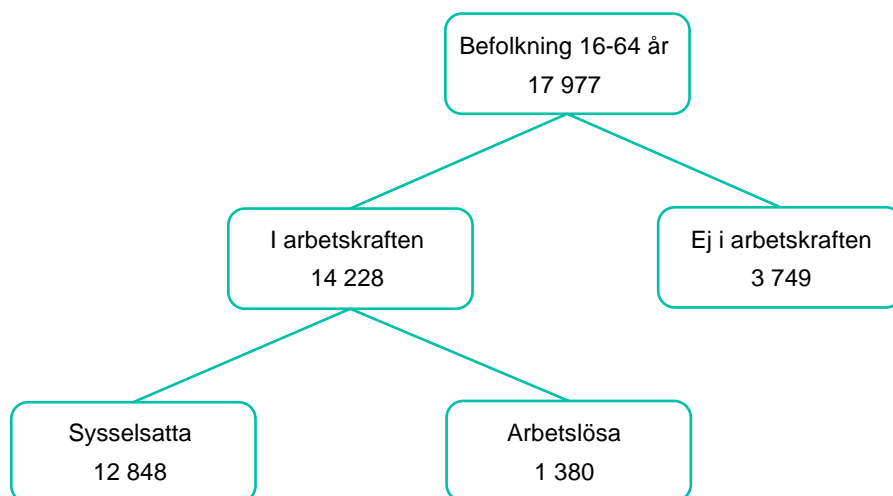 Befolkning 16-64 år
17 977
I arbetskraften
14 228
Ej i arbetskraften
3 749
Sysselsatta
12 848
Arbetslösa
1 380